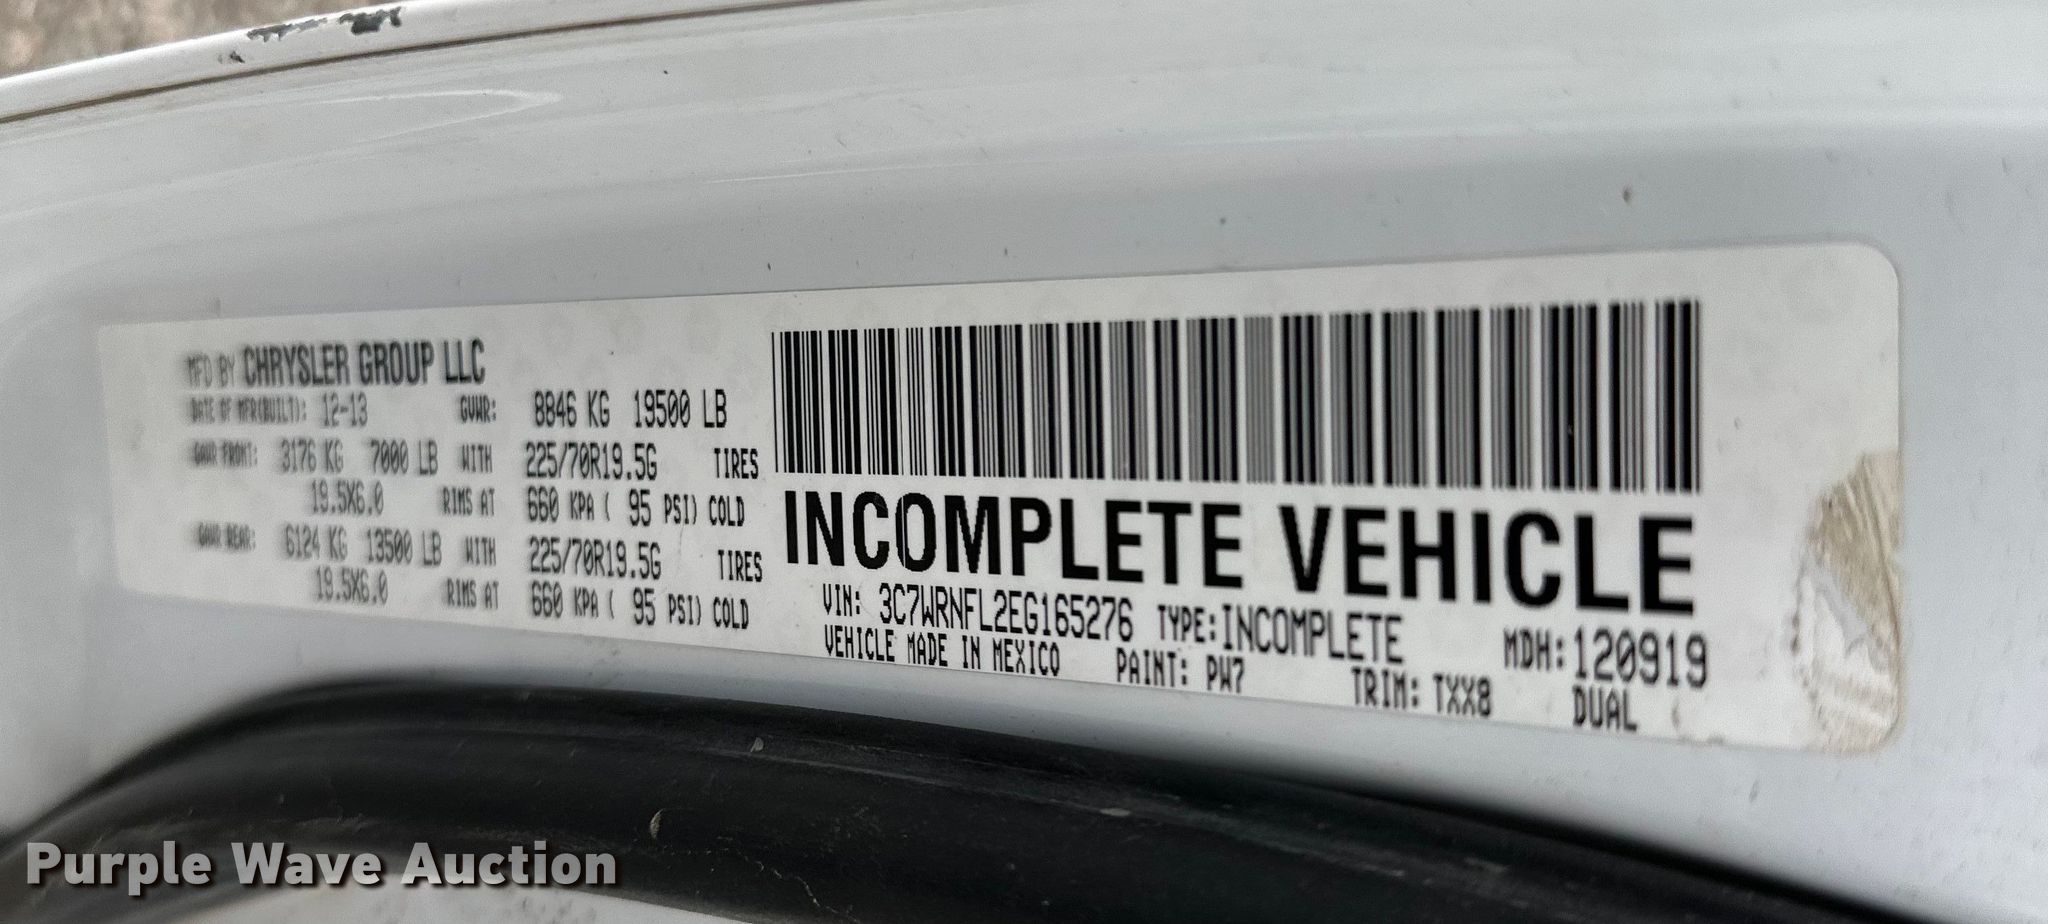 MFD BY CHRYSLER GROUP LLC
DATE OF MFR(BUILT): 12-13 GVWR: 8846 KG 19500 LB
GAWR FRONT: 3176 KG 7000 LB WITH 225/70R19.5G TIRES
19.5X6.0 RIMS AT 660 KPA ( 95 PSI) COLD
GAWR REAR: 6124 KG 13500 LB WITH 225/70R19.5G TIRES
19.5X6.0 RIMS AT 660 KPA ( 95 PSI) COLD
INCOMPLETE VEHICLE
VIN: 3C7WRNFL2EG165276 TYPE:INCOMPLETE MDH:120919
VEHICLE MADE IN MEXICO PAINT: PW7 TRIM: TXX8 DUAL
Purple Wave Auction